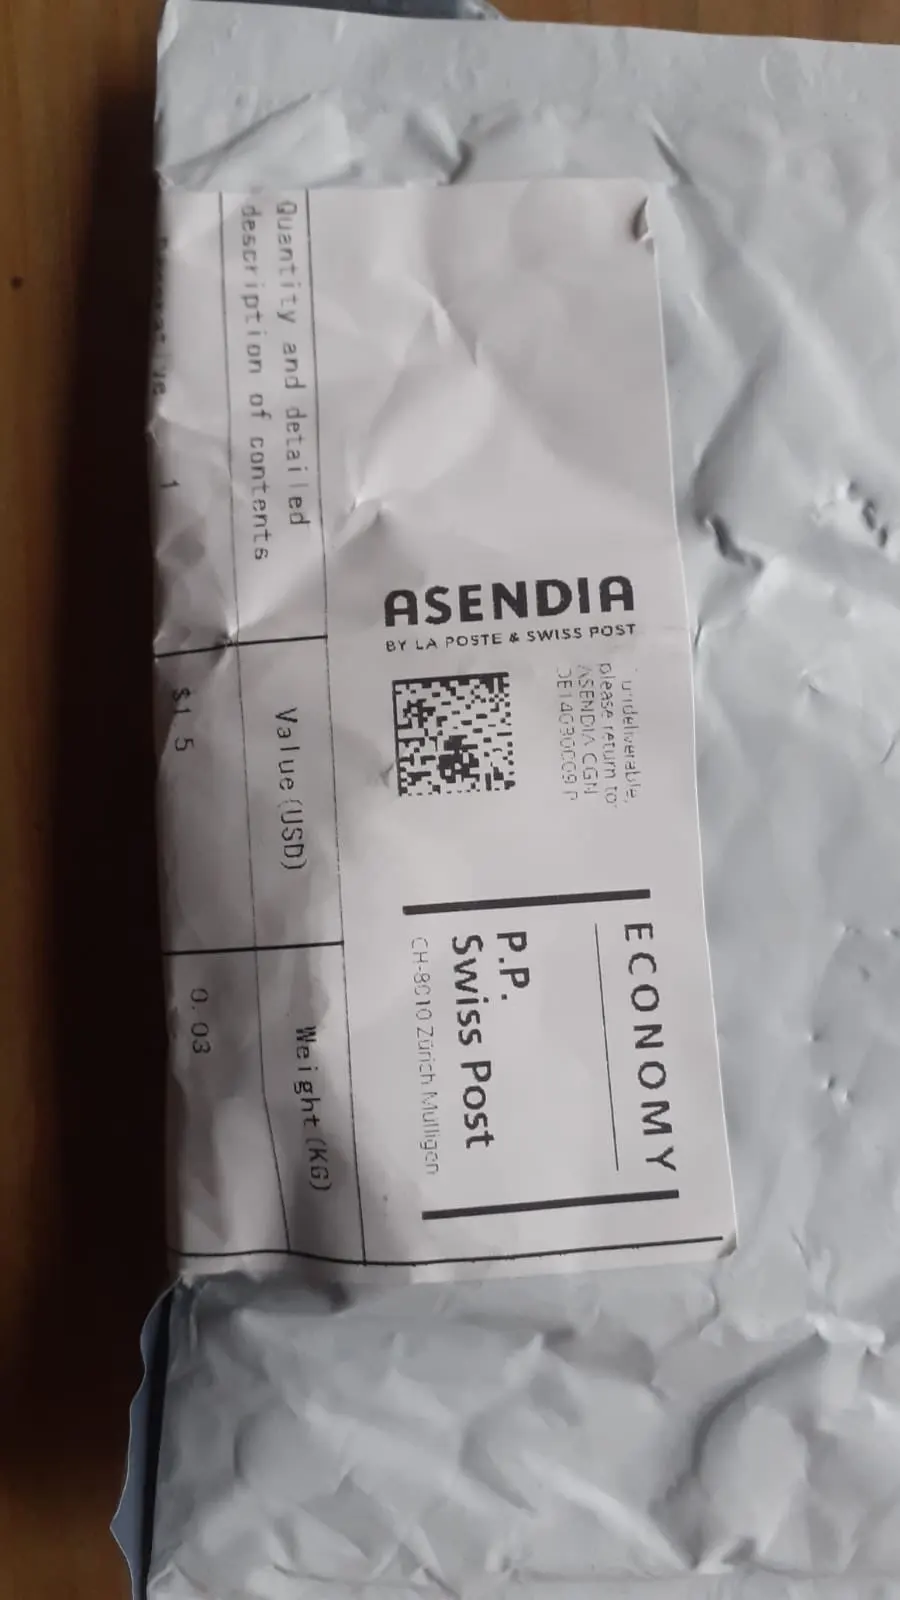 ASENDIA
BY LA POSTE & SWISS POST
undeliverable,
please return to
ASENDIA CGN
ECONOMY
P.P.
Swiss Post
CH-8010 Zürich Mülligen
Quantity and detailed
description of contents
Value(USD)
Weight(KG)
1
$1.5
0.03